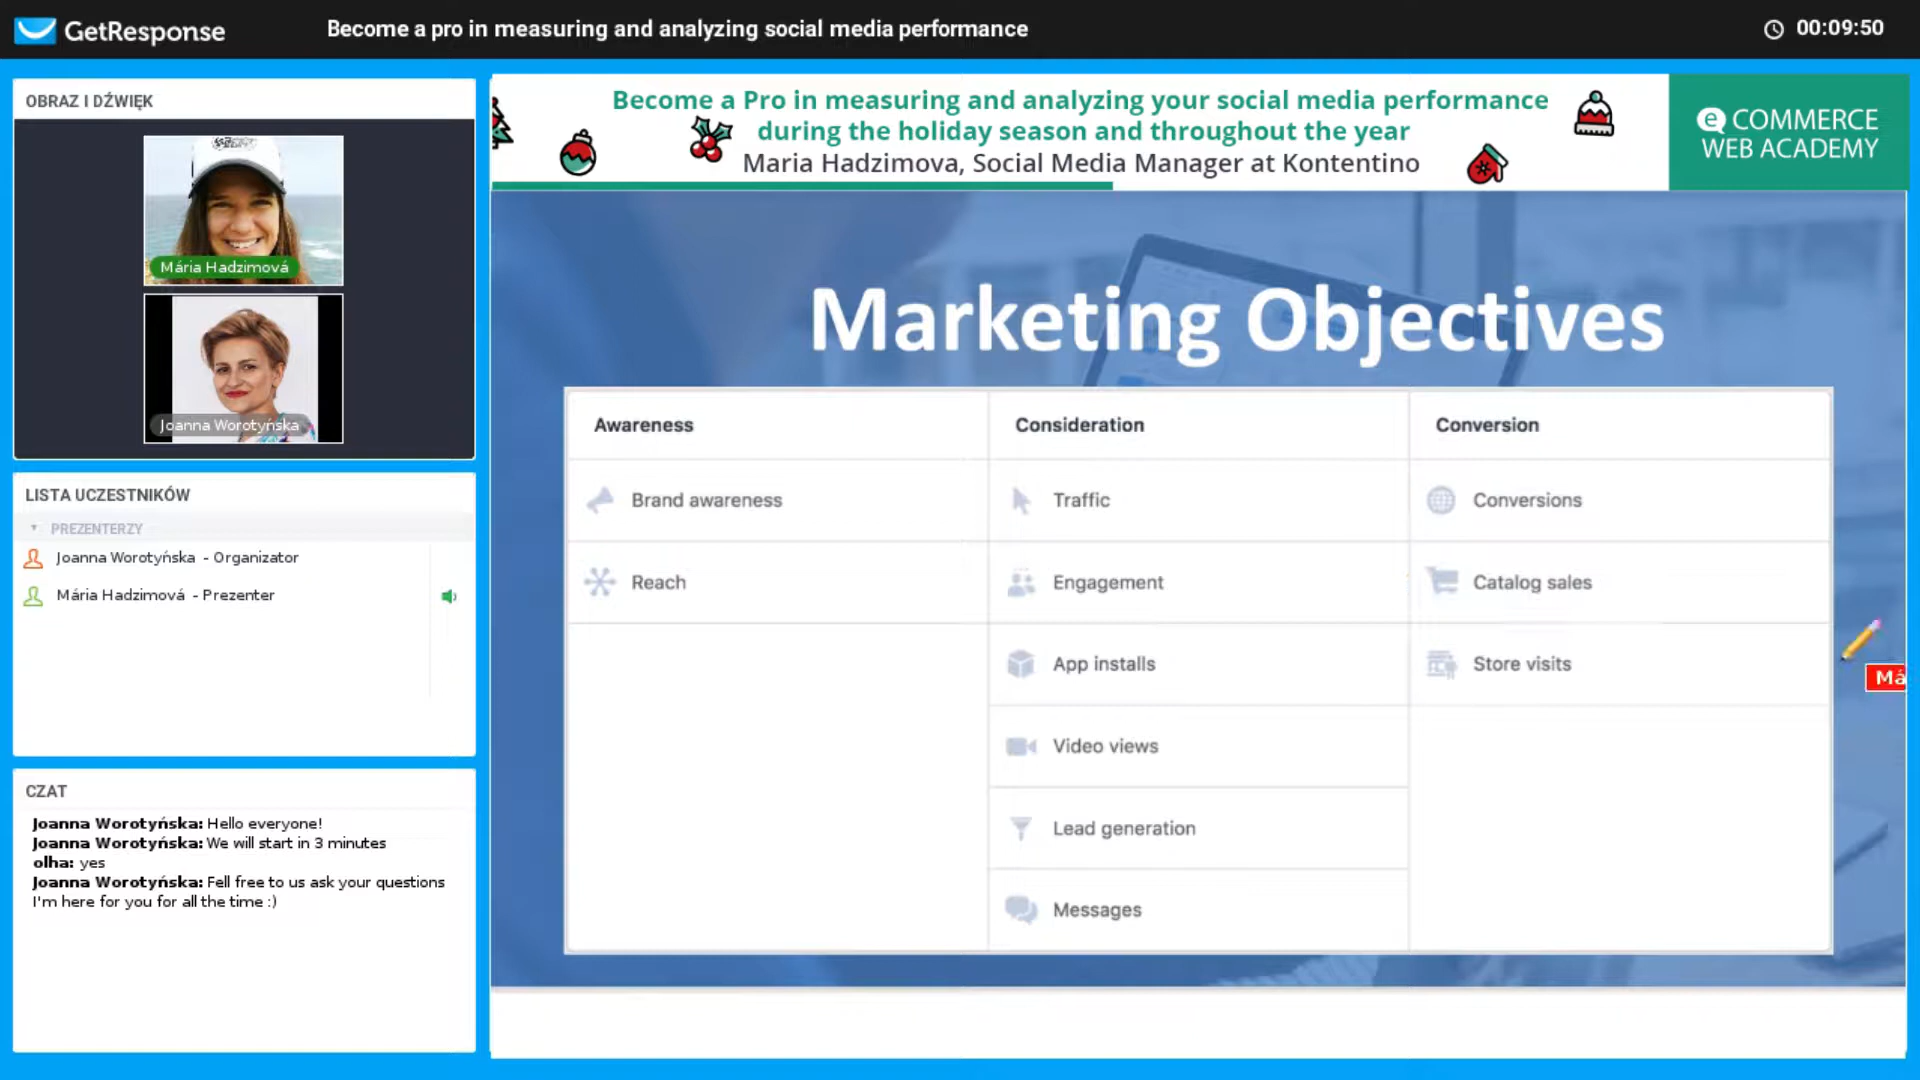 GetResponse
Become a pro in measuring and analyzing social media performance
00:09:50
OBRAZ I DŹWIĘK
Mária Hadzimová
Joanna Worotyńska
LISTA UCZESTNIKÓW
PREZENTERZY
Joanna Worotyńska - Organizator
Mária Hadzimová - Prezenter
CZAT
Joanna Worotyńska: Hello everyone!
Joanna Worotyńska: We will start in 3 minutes
olha: yes
Joanna Worotyńska: Fell free to us ask your questions
I'm here for you for all the time :)
Become a Pro in measuring and analyzing your social media performance
during the holiday season and throughout the year
Maria Hadzimova, Social Media Manager at Kontentino
e COMMERCE
WEB ACADEMY
Marketing Objectives
Awareness
Brand awareness
Reach
Consideration
Traffic
Engagement
App installs
Video views
Lead generation
Messages
Conversion
Conversions
Catalog sales
Store visits
Má